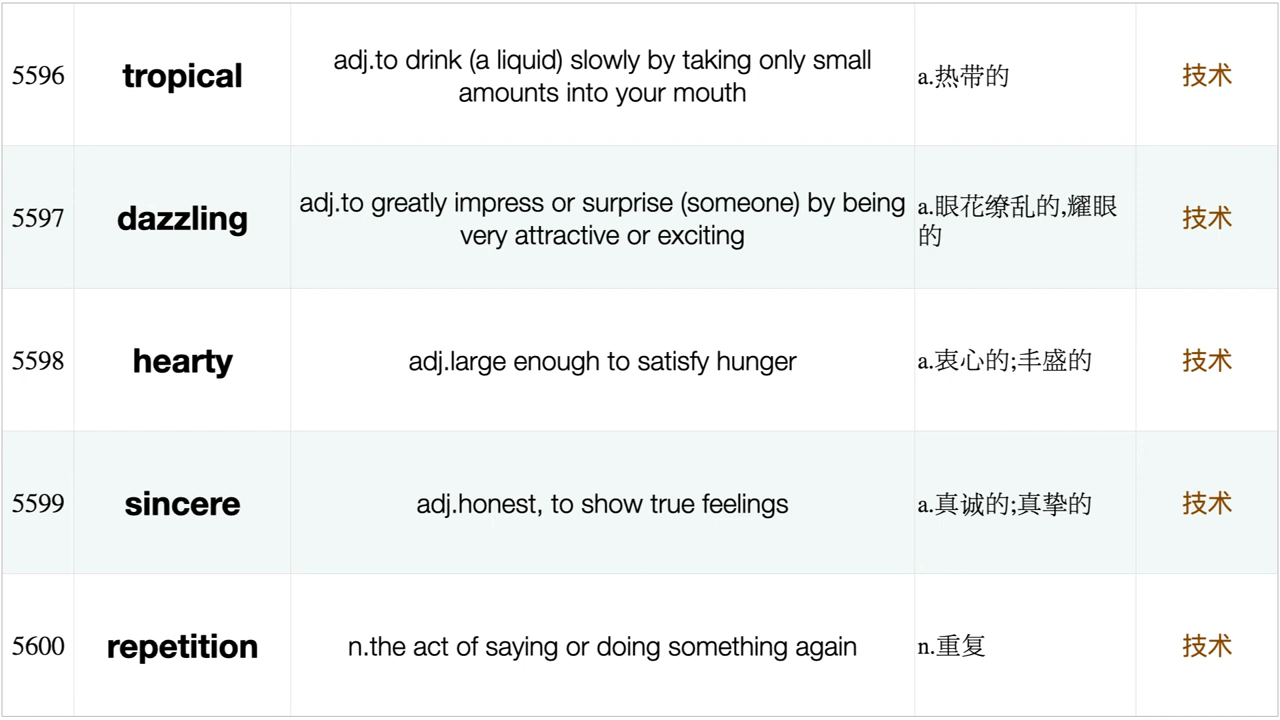 5596 tropical adj.to drink (a liquid) slowly by taking only small
amounts into your mouth a.热带的 技术
5597 dazzling adj.to greatly impress or surprise (someone) by being
very attractive or exciting a.眼花缭乱的,耀眼
的 技术
5598 hearty adj.large enough to satisfy hunger a.衷心的;丰盛的 技术
5599 sincere adj.honest, to show true feelings a.真诚的;真挚的 技术
5600 repetition n.the act of saying or doing something again n.重复 技术